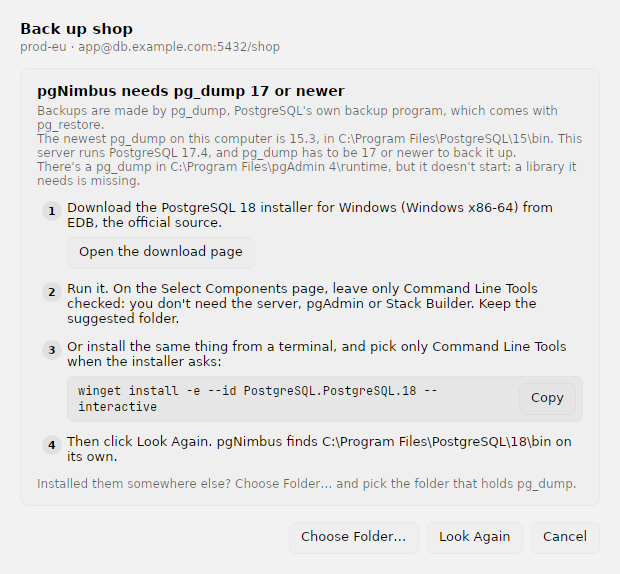 Back up shop
prod-eu · app@db.example.com:5432/shop
pgNimbus needs pg_dump 17 or newer
Backups are made by pg_dump, PostgreSQL's own backup program, which comes with
pg_restore.
The newest pg_dump on this computer is 15.3, in C:\Program Files\PostgreSQL\15\bin. This
server runs PostgreSQL 17.4, and pg_dump has to be 17 or newer to back it up.
There's a pg_dump in C:\Program Files\pgAdmin 4\runtime, but it doesn't start: a library it
needs is missing.
1 Download the PostgreSQL 18 installer for Windows (Windows x86-64) from
EDB, the official source.
Open the download page
2 Run it. On the Select Components page, leave only Command Line Tools
checked: you don't need the server, pgAdmin or Stack Builder. Keep the
suggested folder.
3 Or install the same thing from a terminal, and pick only Command Line Tools
when the installer asks:
winget install -e --id PostgreSQL.PostgreSQL.18 --
interactive
Copy
4 Then click Look Again. pgNimbus finds C:\Program Files\PostgreSQL\18\bin on
its own.
Installed them somewhere else? Choose Folder... and pick the folder that holds pg_dump.
Choose Folder...
Look Again
Cancel